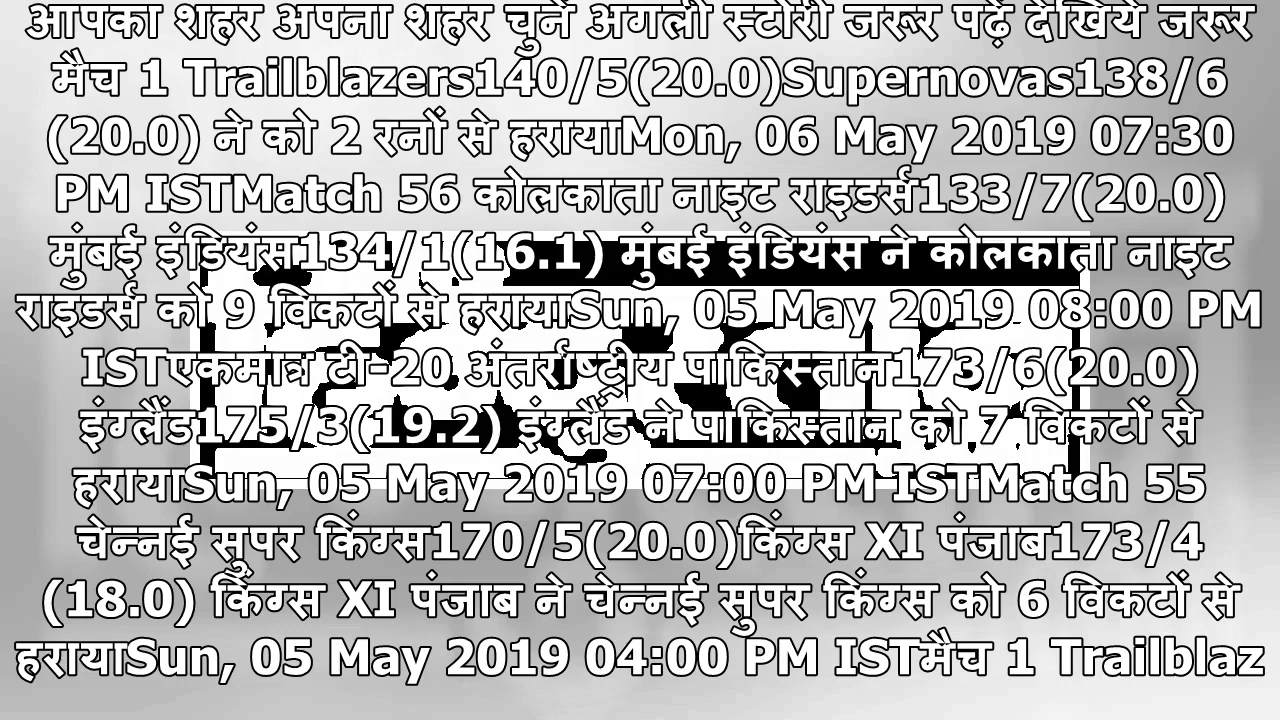 आपका शहर अपना शहर चुनें अगली स्टोरी जरूर पढ़ें देखिये जरूर
मैच 1 Trailblazers140/5(20.0)Supernovas138/6
(20.0) ने को 2 रनों से हरायाMon, 06 May 2019 07:30
PM ISTMatch 56 कोलकाता नाइट राइडर्स133/7(20.0)
मुंबई इंडियंस134/1(16.1) मुंबई इंडियंस ने कोलकाता नाइट
राइडर्स को 9 विकटों से हरायाSun, 05 May 2019 08:00 PM
ISTएकमात्र टी-20 अंतर्राष्ट्रीय पाकिस्तान173/6(20.0)
इंग्लैंड175/3(19.2) इंग्लैंड ने पाकिस्तान को 7 विकटों से
हरायाSun, 05 May 2019 07:00 PM ISTMatch 55
चेन्नई सुपर किंग्स170/5(20.0)किंग्स XI पंजाब173/4
(18.0) किंग्स XI पंजाब ने चेन्नई सुपर किंग्स को 6 विकटों से
हरायाSun, 05 May 2019 04:00 PM ISTमैच 1 Trailblaz